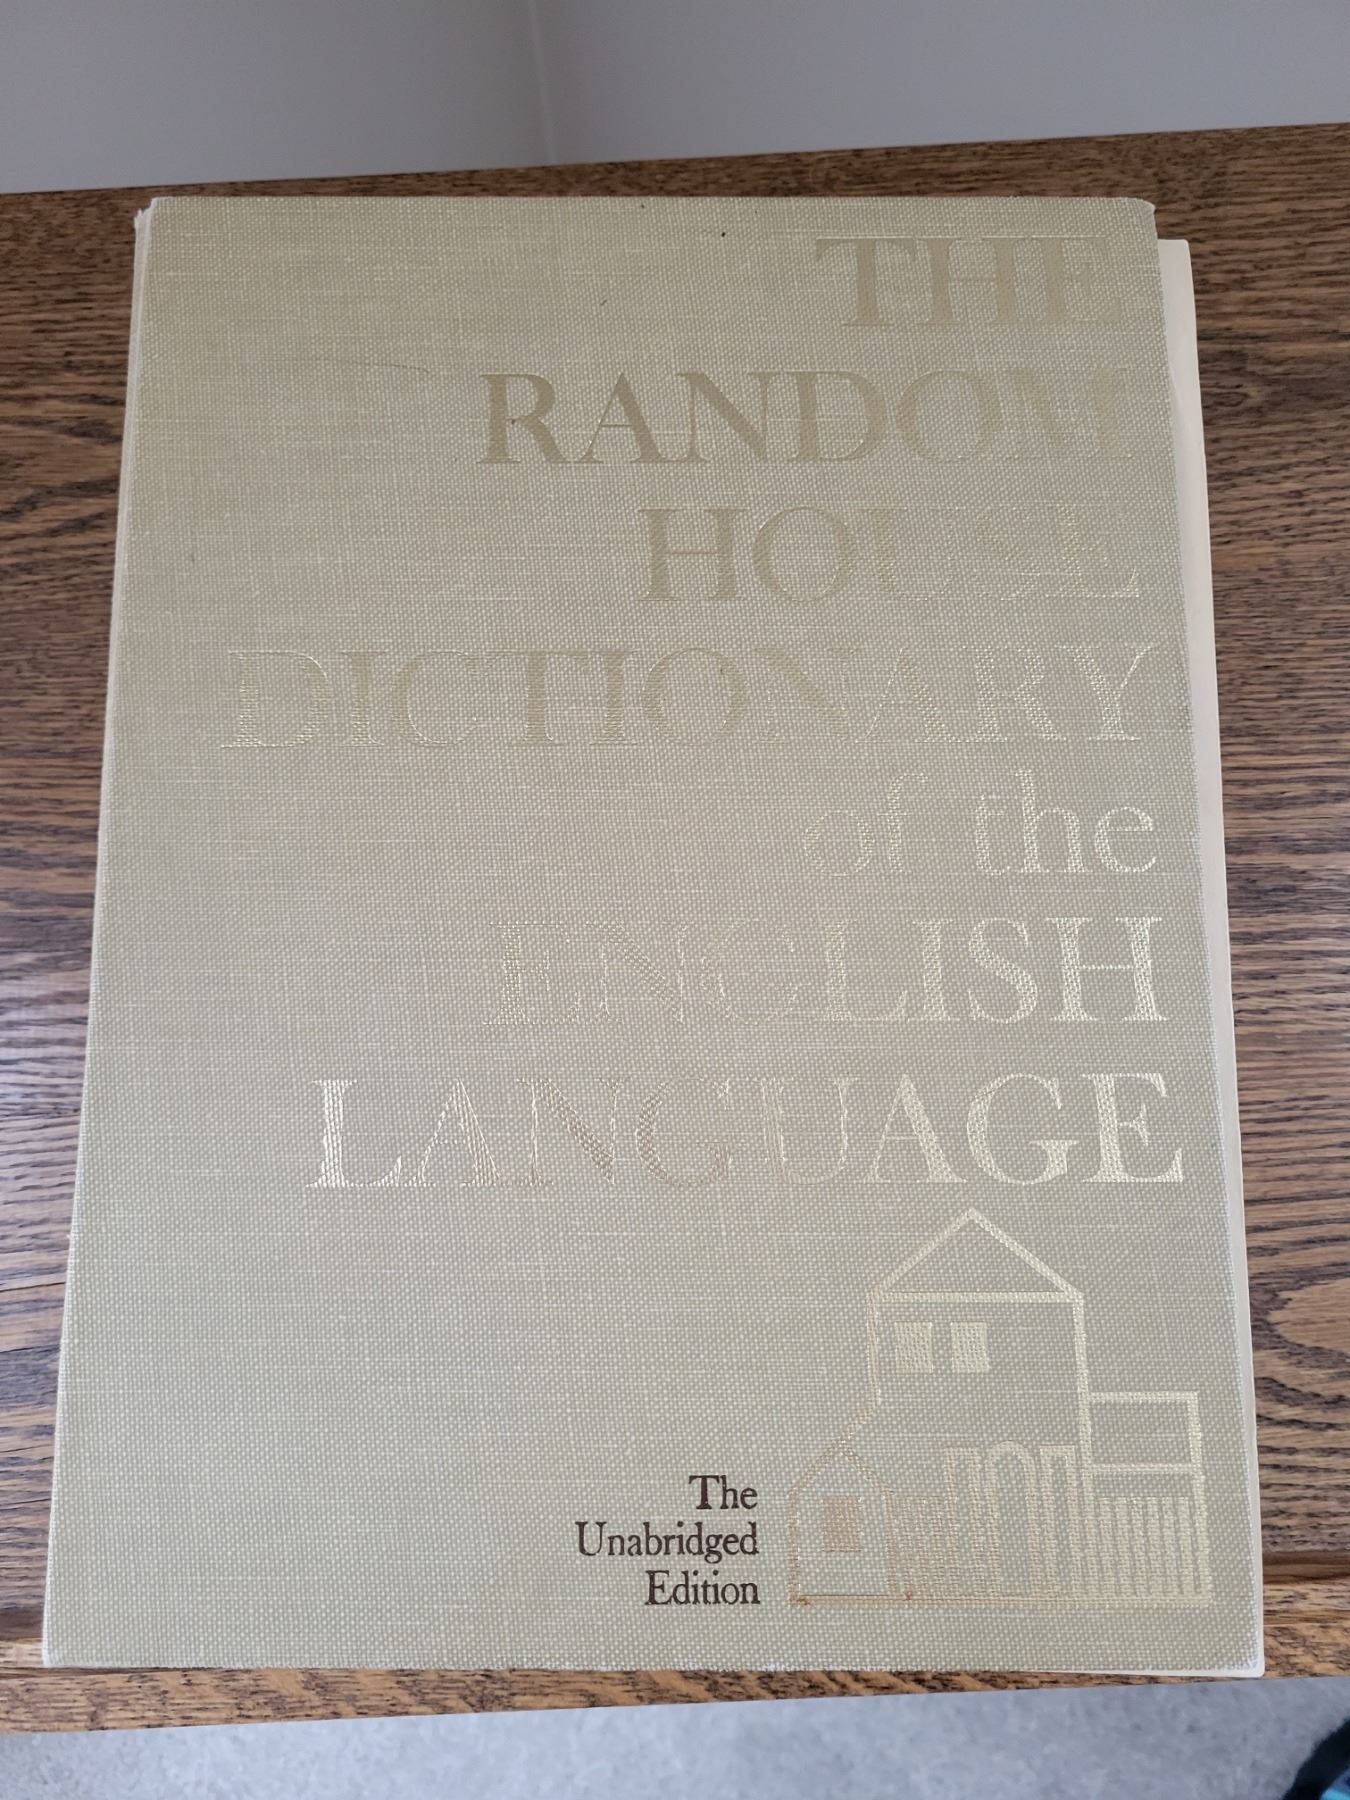 THE
RANDOM
HOUSE
DICTIONARY
of the
ENGLISH
LANGUAGE
The
Unabridged
Edition